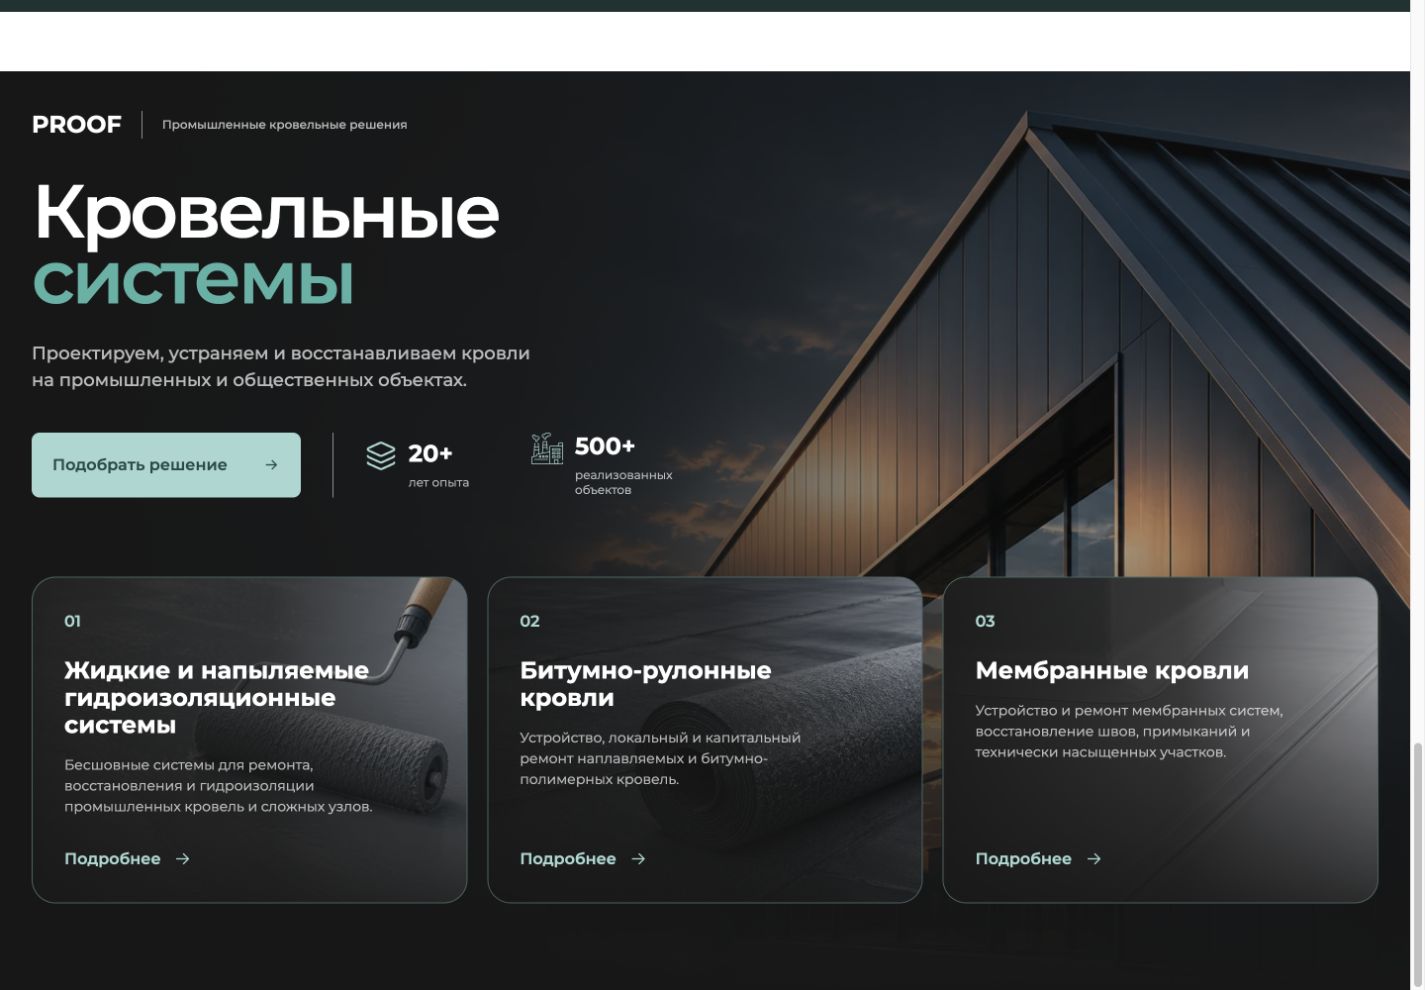 PROOF
Промышленные кровельные решения
Кровельные
системы
Проектируем, устраняем и восстанавливаем кровли
на промышленных и общественных объектах.
Подобрать решение
20+
лет опыта
500+
реализованных
объектов
01
Жидкие и напыляемые
гидроизоляционные
системы
Бесшовные системы для ремонта,
восстановления и гидроизоляции
промышленных кровель и сложных узлов.
Подробнее
02
Битумно-рулонные
кровли
Устройство, локальный и капитальный
ремонт наплавляемых и битумно-
полимерных кровель.
Подробнее
03
Мембранные кровли
Устройство и ремонт мембранных систем,
восстановление швов, примыканий и
технически насыщенных участков.
Подробнее